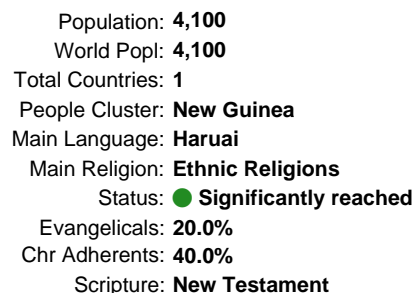 Population: 4,100
World Popl: 4,100
Total Countries: 1
People Cluster: New Guinea
Main Language: Haruai
Main Religion: Ethnic Religions
Status: Significantly reached
Evangelicals: 20.0%
Chr Adherents: 40.0%
Scripture: New Testament